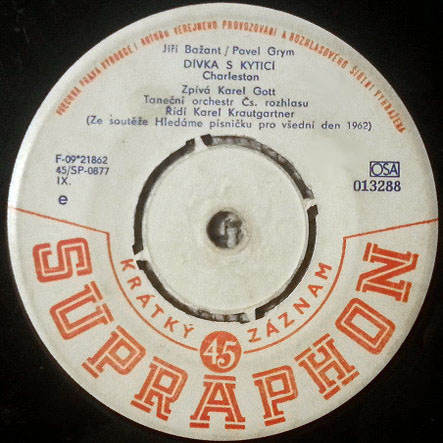 VŠECHNA PRÁVA VÝROBCE I AUTORŮ VEŘEJNÉHO PROVOZOVÁNÍ A ROZHLASOVÉHO ŠÍŘENÍ VYHRAŽENA
Jiří Bažant/Pavel Grym
DÍVKA S KYTICÍ
Charleston
Zpívá Karel Gott
Taneční orchestr Čs. rozhlasu
Řídí Karel Krautgartner
(Ze soutěže Hledáme písničku pro všední den 1962)
F-09*21862
45/SP-0877
IX.
e
OSA
013288
KRÁTKÝ 45 ZÁZNAM
SUPRAPHON